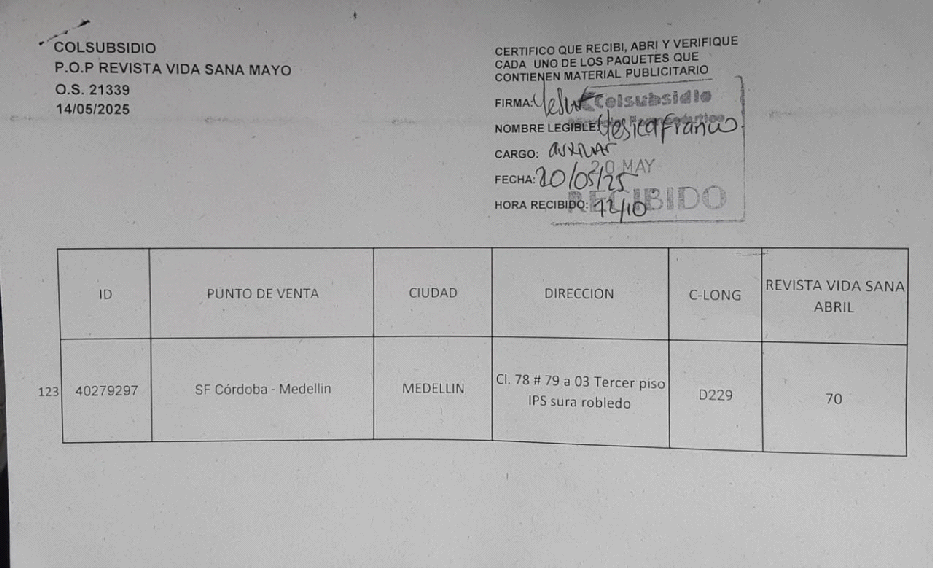 COLSUBSIDIO
P.O.P REVISTA VIDA SANA MAYO
O.S. 21339
14/05/2025
CERTIFICO QUE RECIBI, ABRI Y VERIFIQUE
CADA UNO DE LOS PAQUETES QUE
CONTIENEN MATERIAL PUBLICITARIO
FIRMA:
Colsubsidio
NOMBRE LEGIBLE: Yesica Franco
CARGO: auxiliar
20 MAY
FECHA: 20/05/25
RECIBIDO
HORA RECIBIDO: 12/10
ID
PUNTO DE VENTA
CIUDAD
DIRECCION
C-LONG
REVISTA VIDA SANA
ABRIL
123
40279297
SF Córdoba - Medellin
MEDELLIN
Cl. 78 # 79 a 03 Tercer piso
IPS sura robledo
D229
70